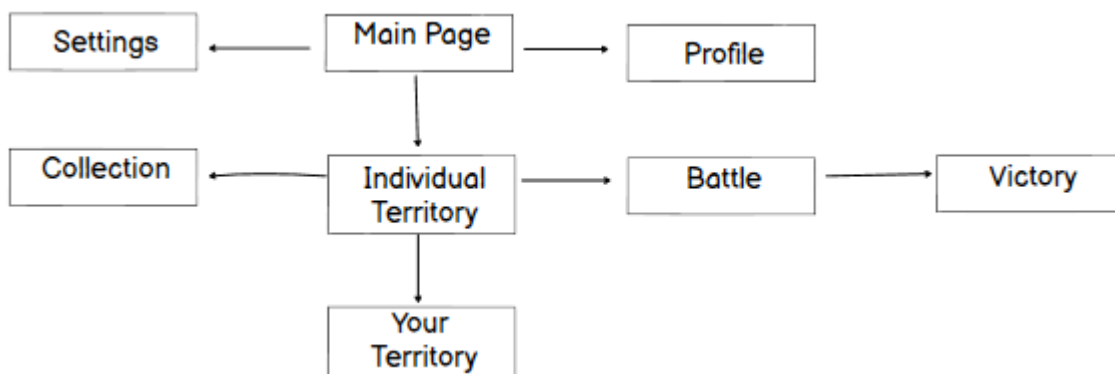 Settings
Main Page
Profile
Collection
Individual
Territory
Battle
Victory
Your
Territory